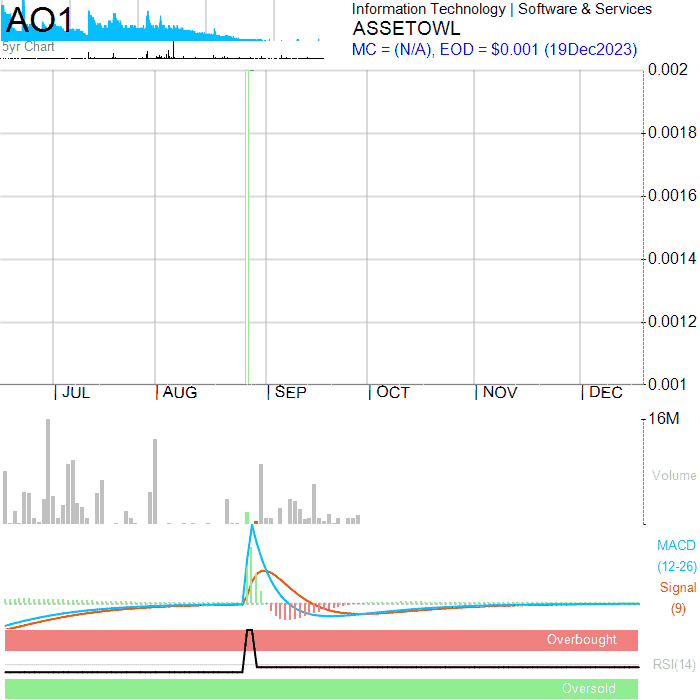 AO1
5yr Chart
Information Technology | Software & Services
ASSETOWL
MC = (N/A), EOD = $0.001 (19Dec2023)
0.002
0.0018
0.0016
0.0014
0.0012
0.001
JUL AUG SEP OCT NOV DEC
16M
Volume
MACD
(12-26)
Signal
(9)
Overbought
RSI(14)
Oversold